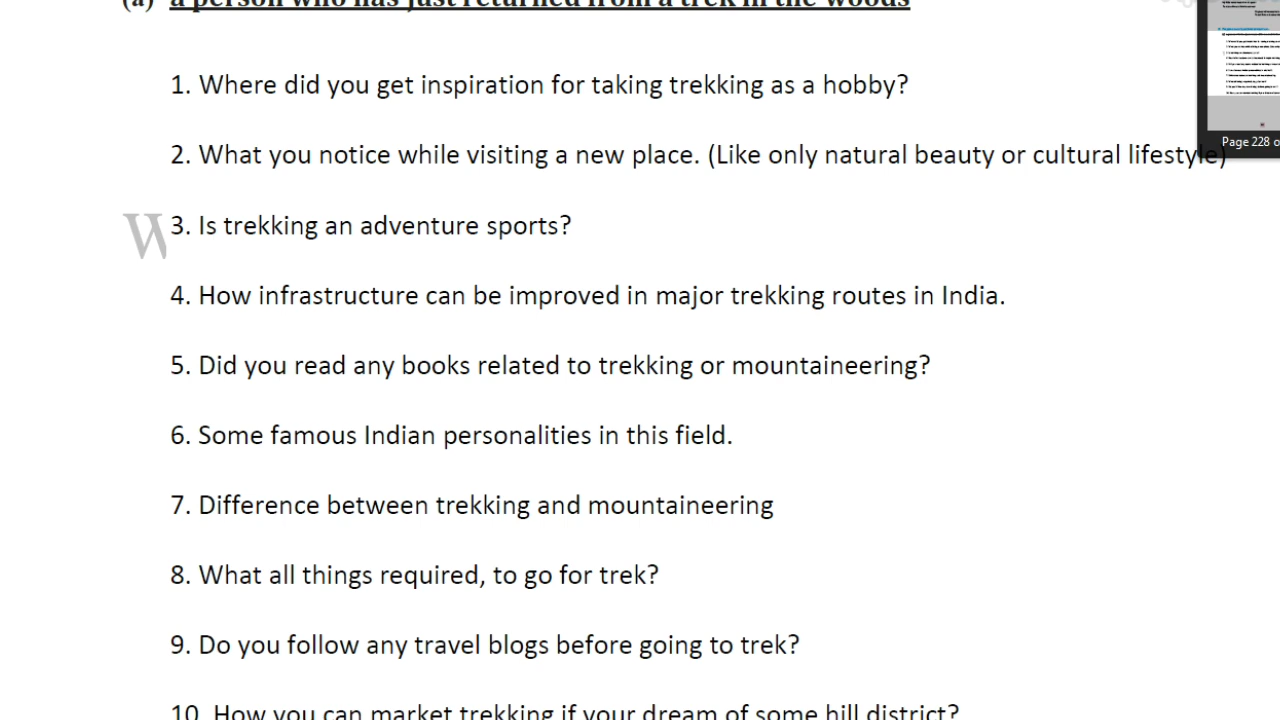 (a) a person who has just returned from a trek in the woods
1. Where did you get inspiration for taking trekking as a hobby?
2. What you notice while visiting a new place. (Like only natural beauty or cultural lifestyle)
Page 228 o
W
3. Is trekking an adventure sports?
4. How infrastructure can be improved in major trekking routes in India.
5. Did you read any books related to trekking or mountaineering?
6. Some famous Indian personalities in this field.
7. Difference between trekking and mountaineering
8. What all things required, to go for trek?
9. Do you follow any travel blogs before going to trek?
10. How you can market trekking if your dream of some hill district?